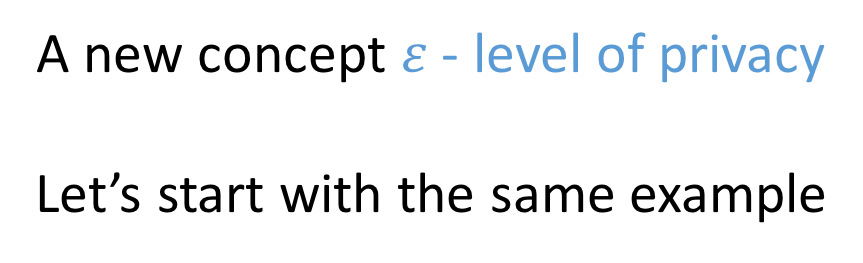 A new concept ε - level of privacy
Let’s start with the same example